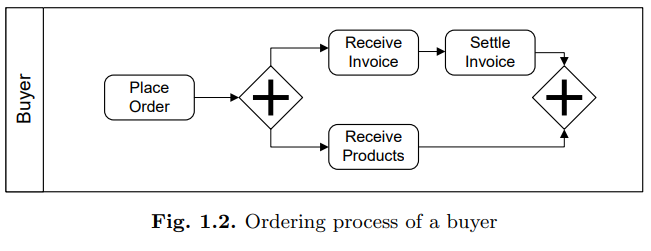 Buyer
Place
Order
Receive
Invoice
Settle
Invoice
Receive
Products
Fig. 1.2. Ordering process of a buyer